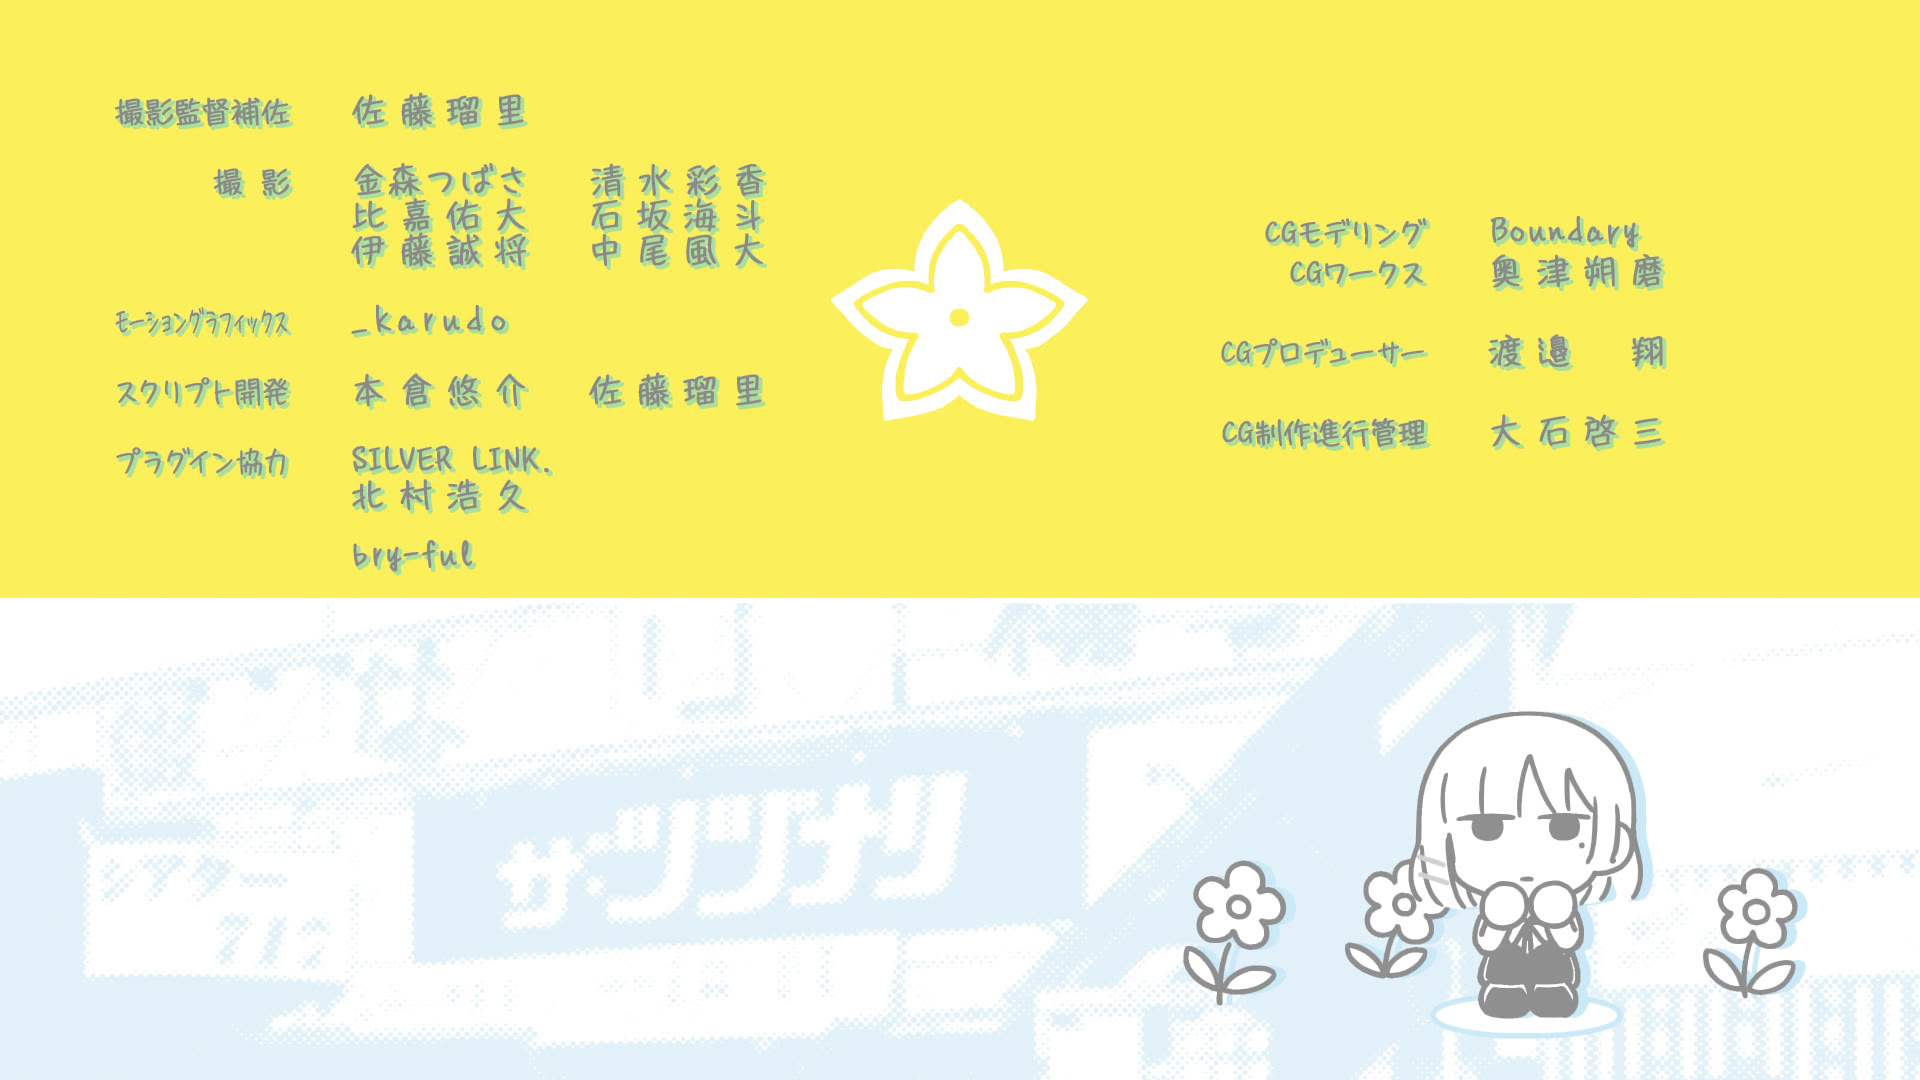 撮影監督補佐 佐藤瑠里
撮影 金森つばさ 清水彩香
比嘉佑大 石坂海斗
伊藤誠将 中尾風大
モーショングラフィックス _karudo
スクリプト開発 本倉悠介 佐藤瑠里
プラグイン協力 SILVER LINK.
北村浩久
bry-ful
CGモデリング Boundary
CGワークス 奥津朔磨
CGプロデューサー 渡邉 翔
CG制作進行管理 大石啓三
シアター
711